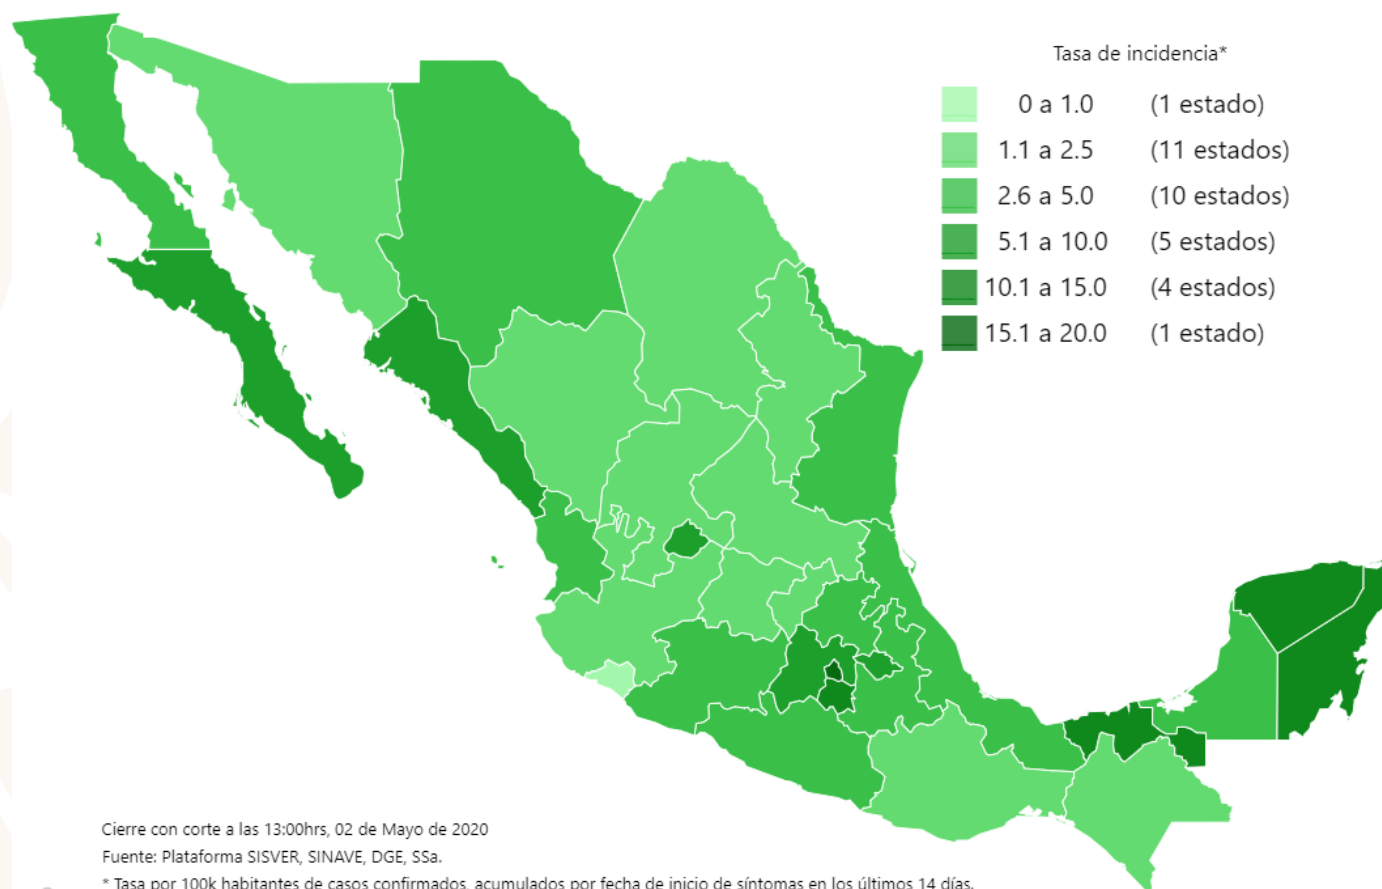 Tasa de incidencia*
0 a 1.0 (1 estado)
1.1 a 2.5 (11 estados)
2.6 a 5.0 (10 estados)
5.1 a 10.0 (5 estados)
10.1 a 15.0 (4 estados)
15.1 a 20.0 (1 estado)
Cierre con corte a las 13:00hrs, 02 de Mayo de 2020
Fuente: Plataforma SISVER, SINAVE, DGE, SSa.
* Tasa por 100k habitantes de casos confirmados, acumulados por fecha de inicio de síntomas en los últimos 14 días.